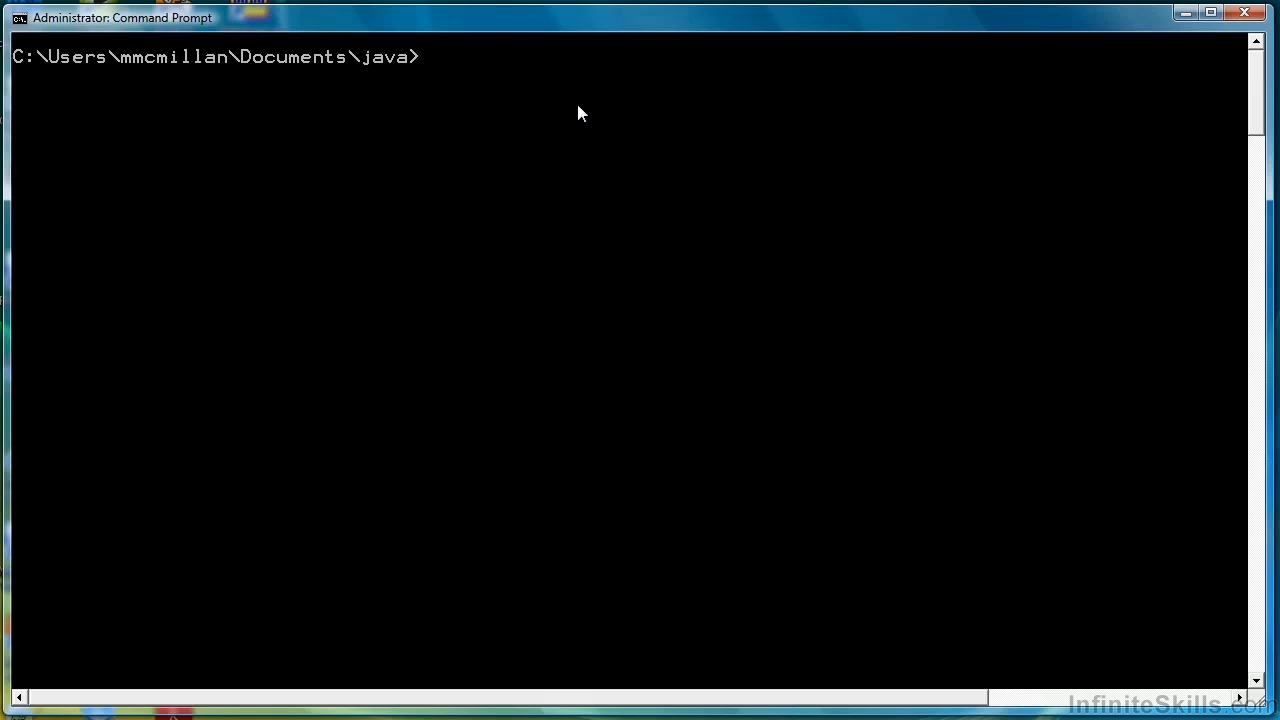 Administrator: Command Prompt
C:\Users\mmcmillan\Documents\java>
InfiniteSkills.com